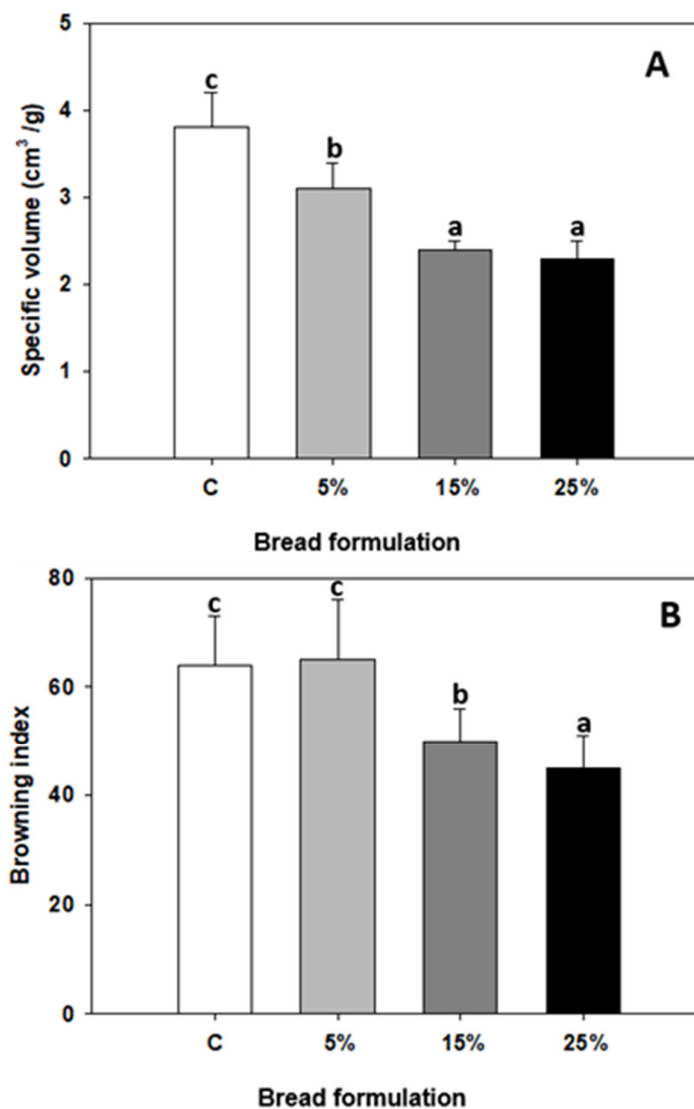 A
Specific volume (cm³ /g)
5
4
3
2
1
0
c
b
a
a
C 5% 15% 25%
Bread formulation
B
Browning index
80
60
40
20
0
c
c
b
a
C 5% 15% 25%
Bread formulation